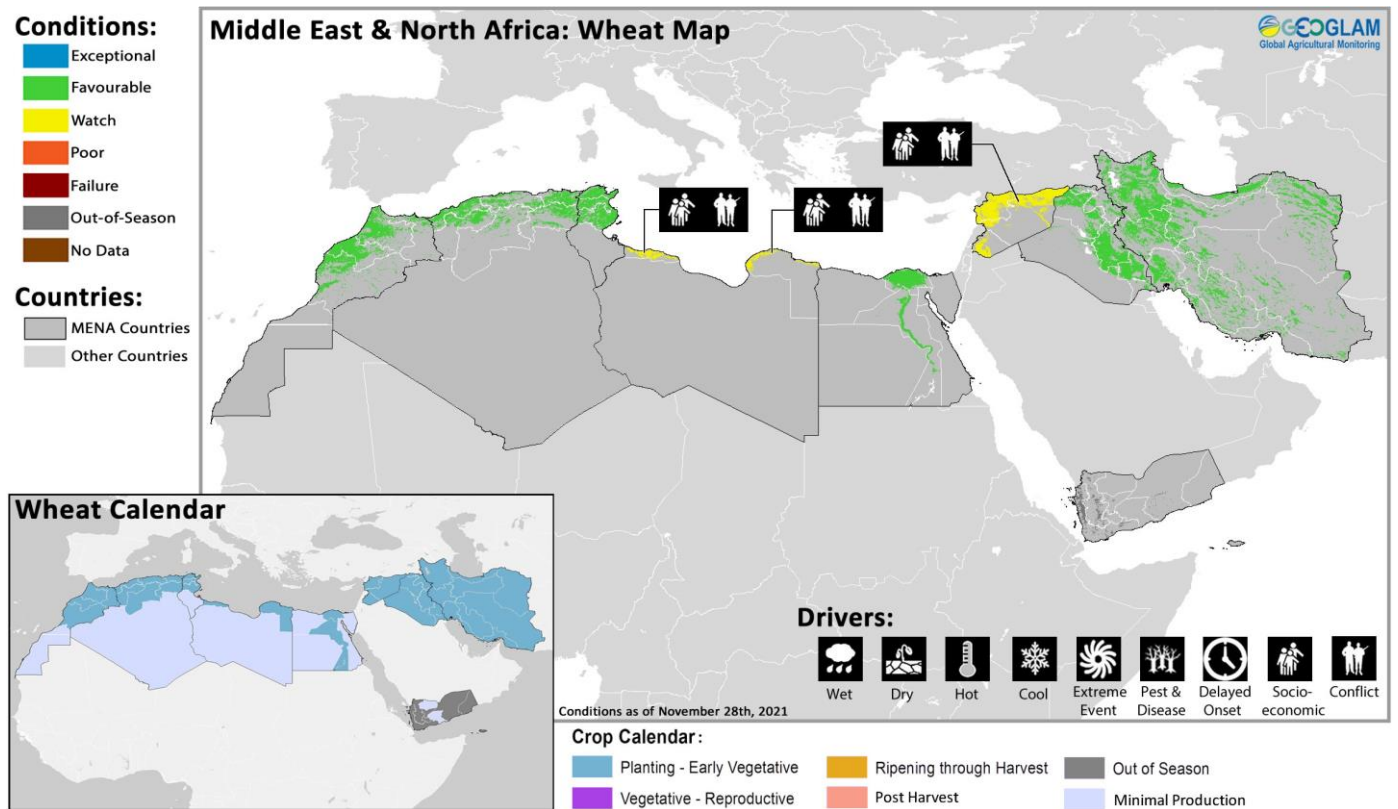 Conditions:
Exceptional
Favourable
Watch
Poor
Failure
Out-of-Season
No Data
Countries:
MENA Countries
Other Countries
Middle East & North Africa: Wheat Map
GEOGLAM
Global Agricultural Monitoring
Wheat Calendar
Drivers:
Wet
Dry
Hot
Cool
Extreme
Event
Pest &
Disease
Delayed
Onset
Socio-
economic
Conflict
Conditions as of November 28th, 2021
Crop Calendar:
Planting - Early Vegetative
Ripening through Harvest
Out of Season
Vegetative - Reproductive
Post Harvest
Minimal Production